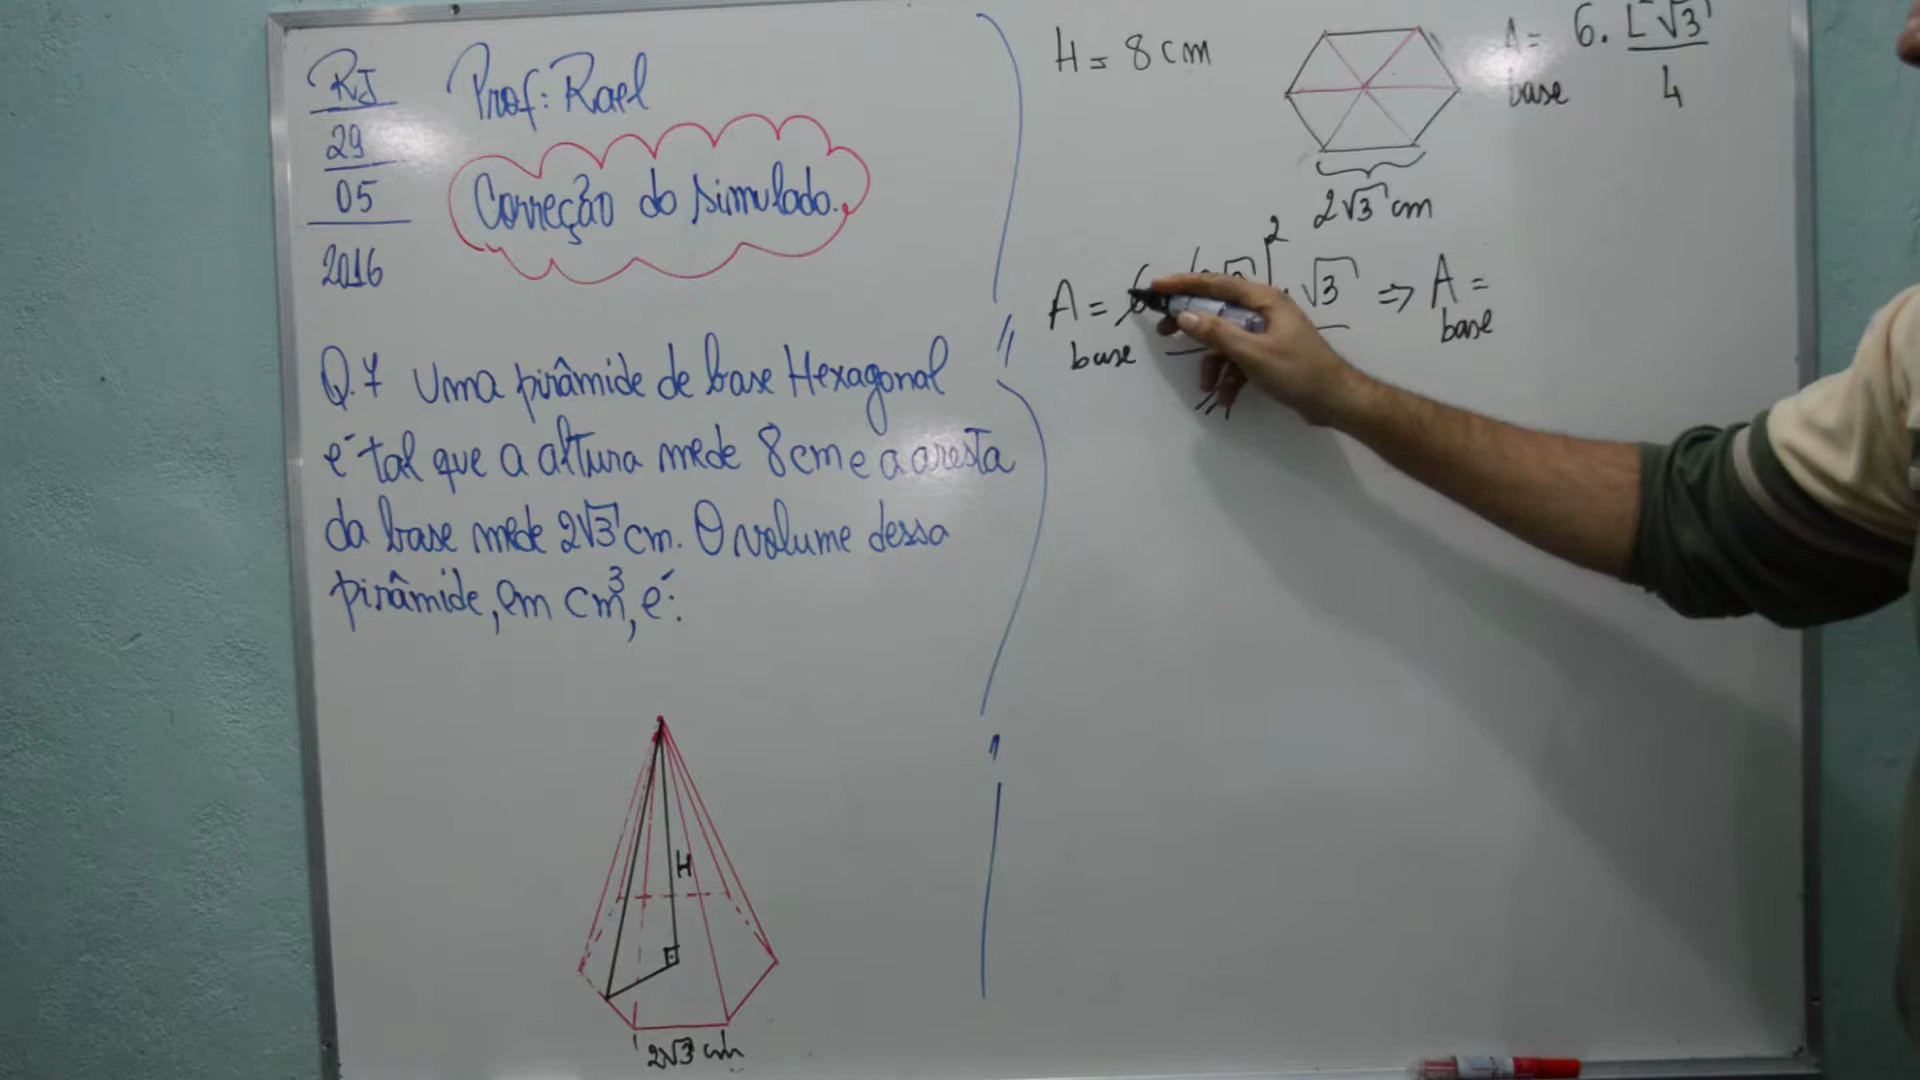 RJ
29
05
2016
Prof: Rael
Correção do simulado.
Q.7 Uma pirâmide de base Hexagonal
é tal que a altura mede 8cm e a aresta
da base mede 2√3 cm. O volume dessa
pirâmide, em cm³, é:
H
2√3 cm
H = 8 cm
2√3 cm
A = 6. L²√3
base 4
A = 6 √3 ⇒ A =
base base